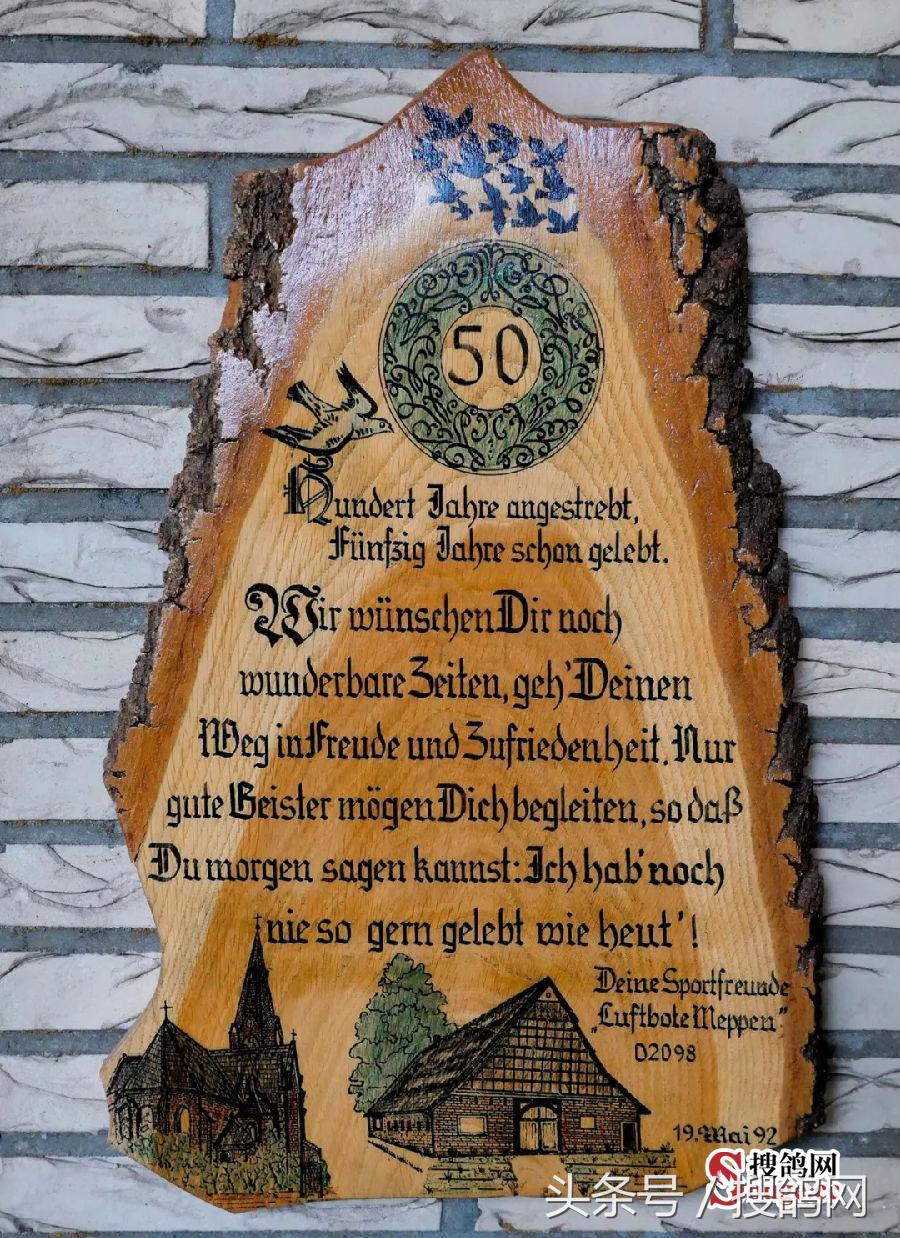 50
Hundert Jahre angestrebt,
Fünfzig Jahre schon gelebt.
Wir wünschen Dir noch
wunderbare Zeiten, geh' Deinen
Weg in Freude und Zufriedenheit. Nur
gute Geister mögen Dich begleiten, so daß
Du morgen sagen kannst: Ich hab' noch
nie so gern gelebt wie heut'!
Deine Sportfreunde
„Luftbote Meppen"
02098
19. Mai 92
搜鸽网
头条号 / 搜鸽网